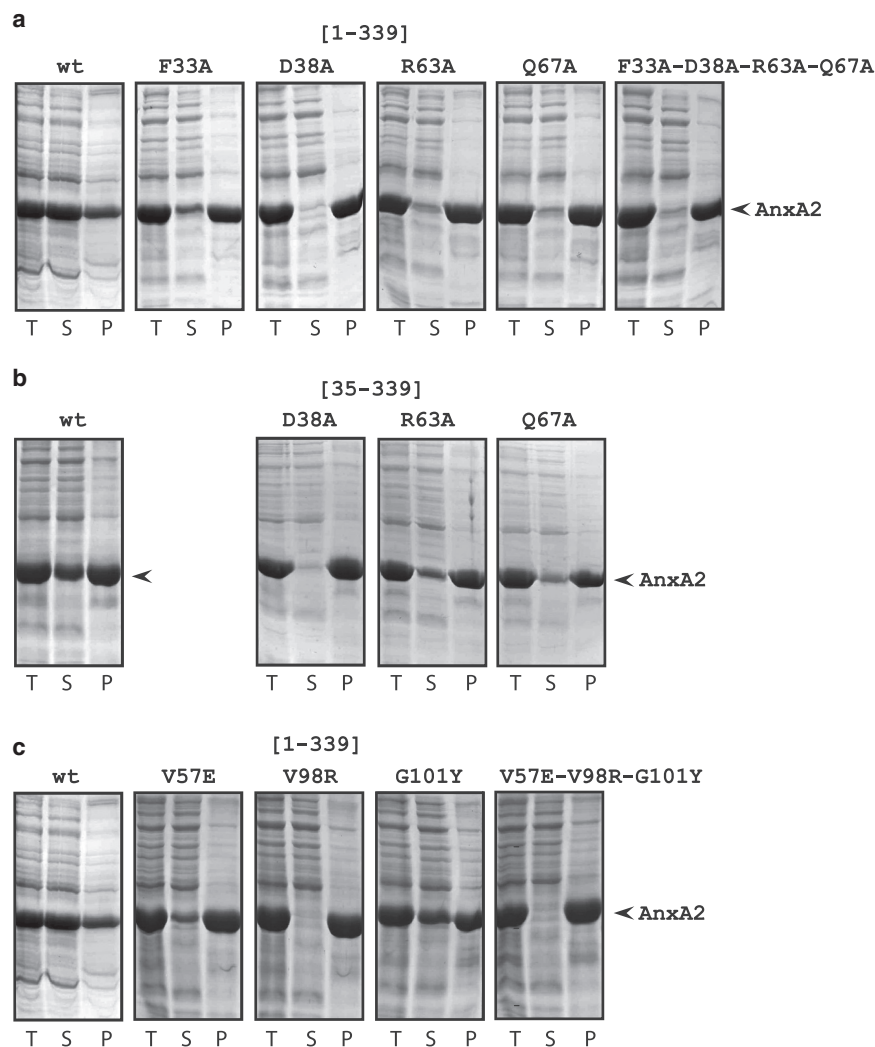 a
[1-339]
wt F33A D38A R63A Q67A F33A-D38A-R63A-Q67A
AnxA2
T S P T S P T S P T S P T S P T S P
b
[35-339]
wt D38A R63A Q67A
AnxA2
T S P T S P T S P T S P
c
[1-339]
wt V57E V98R G101Y V57E-V98R-G101Y
AnxA2
T S P T S P T S P T S P T S P